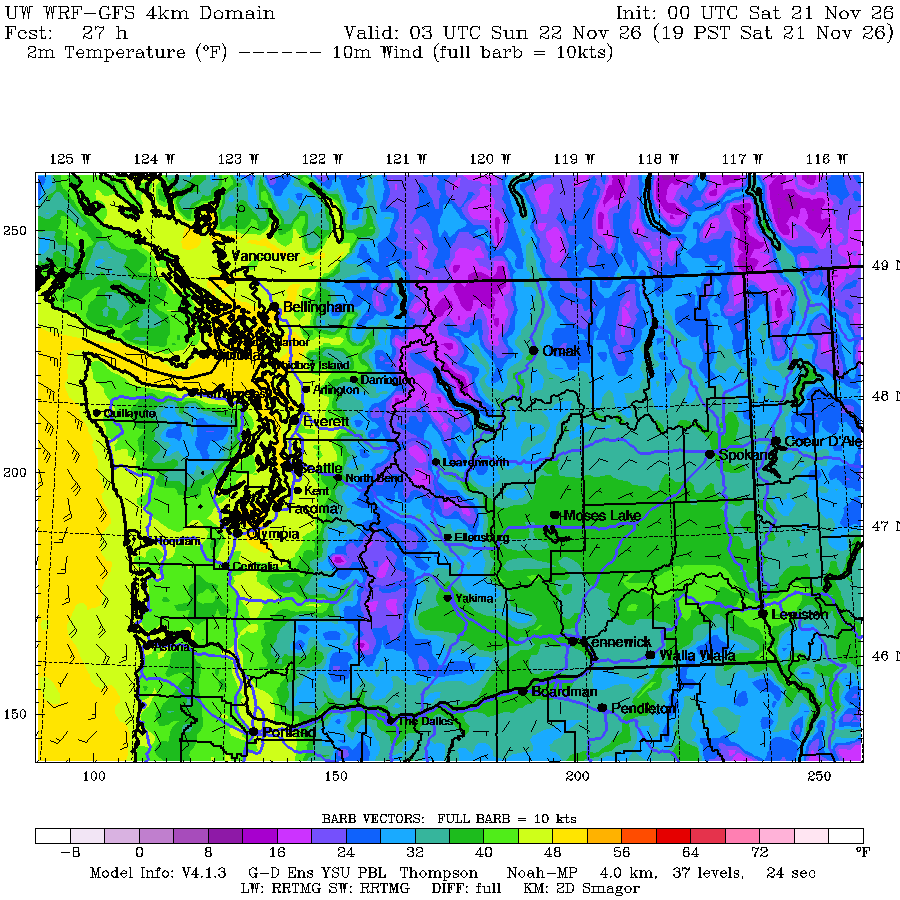 UW WRF-GFS 4km Domain Init: 00 UTC Sat 21 Nov 26
Fcst: 27 h Valid: 03 UTC Sun 22 Nov 26 (19 PST Sat 21 Nov 26)
2m Temperature (°F) ------ 10m Wind (full barb = 10kts)
125 W 124 W 123 W 122 W 121 W 120 W 119 W 118 W 117 W 116 W
250
Vancouver
49 N
Bellingham
Omak
Whidbey Island
Darrington
Arlington
48 N
Quillayute
Everett
Coeur D'Ale
Spokane
Leavenworth
200
Seattle
North Bend
Kent
Tacoma
Moses Lake
47 N
Olympia
Hoquiam
Ellensburg
Centralia
Yakima
Lewiston
Kennewick
Astoria
Walla Walla
46 N
Boardman
Pendleton
150
The Dalles
Portland
100 150 200 250
BARB VECTORS: FULL BARB = 10 kts
-8 0 8 16 24 32 40 48 56 64 72 °F
Model Info: V4.1.3 G-D Ens YSU PBL Thompson Noah-MP 4.0 km, 37 levels, 24 sec
LW: RRTMG SW: RRTMG DIFF: full KM: 2D Smagor